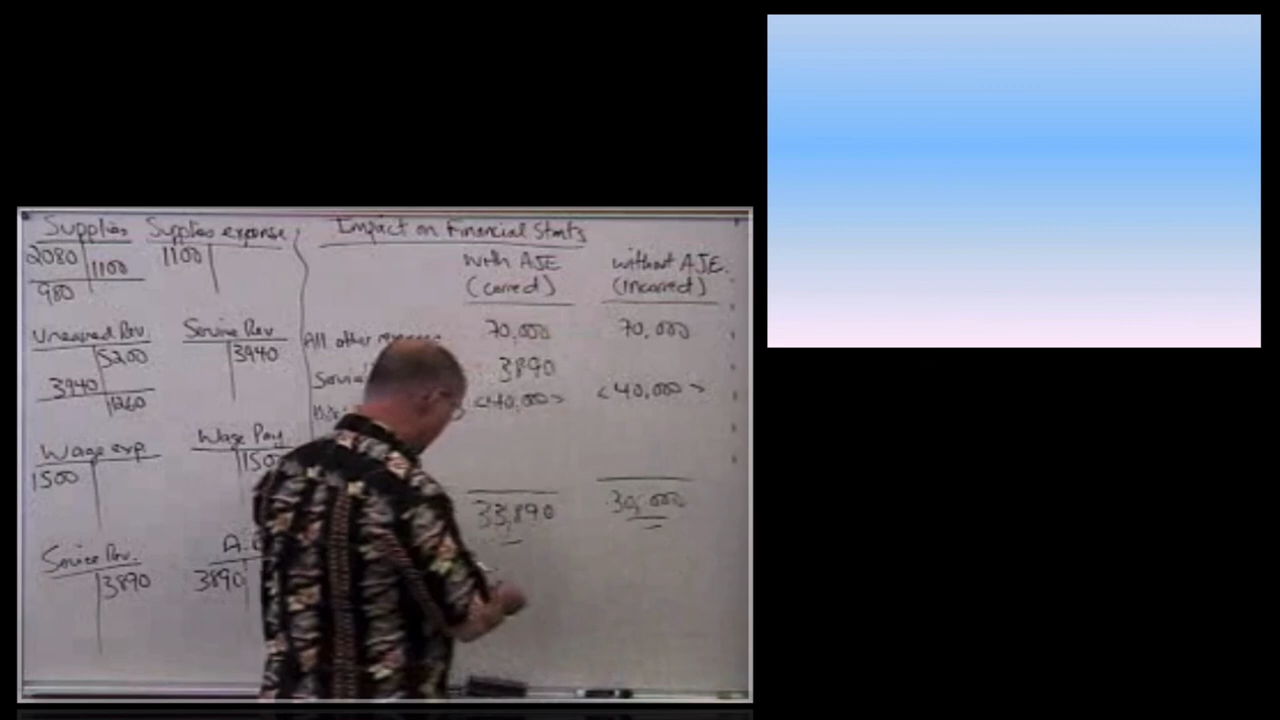 Supplies Supplies expense
2080 1100 1100
980
Unearned Rev. Service Rev
5200 3940
3940
1260
Wage exp. Wage Pay
1500 1500
Service Rev. A.
3890 3890
Impact on Financial Stmts
With AJE without AJE.
(Correct) (Incorrect)
All other 70,000 70,000
3890
<40,000> <40,000>
33,890 30,000